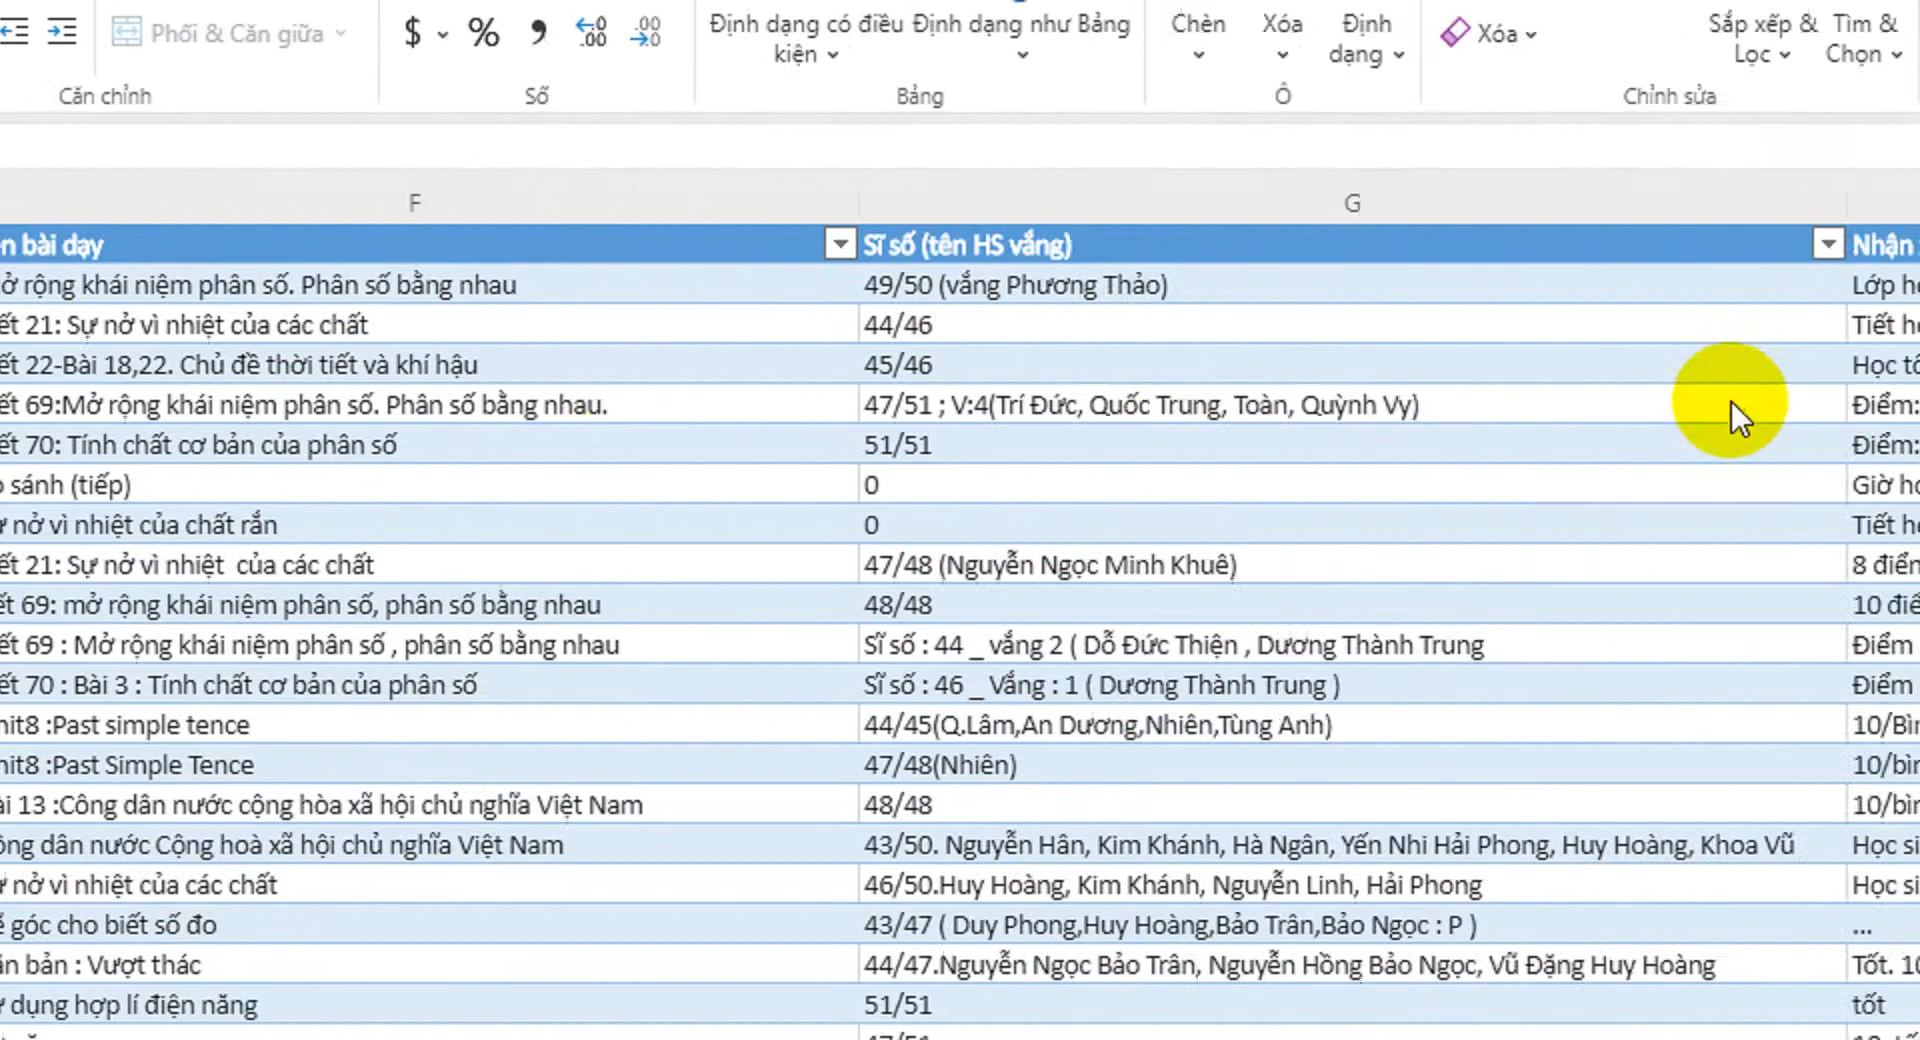 Phối & Căn giữa
$ % , ,00 ,00
Định dạng có điều kiện
Định dạng như Bảng
Chèn
Xóa
Định dạng
Xóa
Sắp xếp & Lọc
Tìm & Chọn
Căn chỉnh Số Bảng Ô Chỉnh sửa
F G
bài dạy Sĩ số (tên HS vắng) Nhận
rộng khái niệm phân số. Phân số bằng nhau 49/50 (vắng Phương Thảo) Lớp
21: Sự nở vì nhiệt của các chất 44/46 Tiết
22-Bài 18,22. Chủ đề thời tiết và khí hậu 45/46 Học
69:Mở rộng khái niệm phân số. Phân số bằng nhau. 47/51 ; V:4(Trí Đức, Quốc Trung, Toàn, Quỳnh Vy) Điểm:
70: Tính chất cơ bản của phân số 51/51 Điểm:
sánh (tiếp) 0 Giờ
nở vì nhiệt của chất rắn 0 Tiết
21: Sự nở vì nhiệt  của các chất 47/48 (Nguyễn Ngọc Minh Khuê) 8
69: mở rộng khái niệm phân số, phân số bằng nhau 48/48 10
69 : Mở rộng khái niệm phân số , phân số bằng nhau Sĩ số : 44 _ vắng 2 ( Dỗ Đức Thiện , Dương Thành Trung Điểm
70 : Bài 3 : Tính chất cơ bản của phân số Sĩ số : 46 _ Vắng : 1 ( Dương Thành Trung ) Điểm
:Past simple tence 44/45(Q.Lâm,An Dương,Nhiên,Tùng Anh)
:Past Simple Tence 47/48(Nhiên)
13 :Công dân nước cộng hòa xã hội chủ nghĩa Việt Nam 48/48
dân nước Cộng hoà xã hội chủ nghĩa Việt Nam 43/50. Nguyễn Hân, Kim Khánh, Hà Ngân, Yến Nhi Hải Phong, Huy Hoàng, Khoa Vũ Học
nở vì nhiệt của các chất 46/50.Huy Hoàng, Kim Khánh, Nguyễn Linh, Hải Phong Học
góc cho biết số đo 43/47 ( Duy Phong,Huy Hoàng,Bảo Trân,Bảo Ngọc : P ) ...
bản : Vượt thác 44/47.Nguyễn Ngọc Bảo Trân, Nguyễn Hồng Bảo Ngọc, Vũ Đặng Huy Hoàng Tốt.
dụng hợp lí điện năng 51/51 tốt